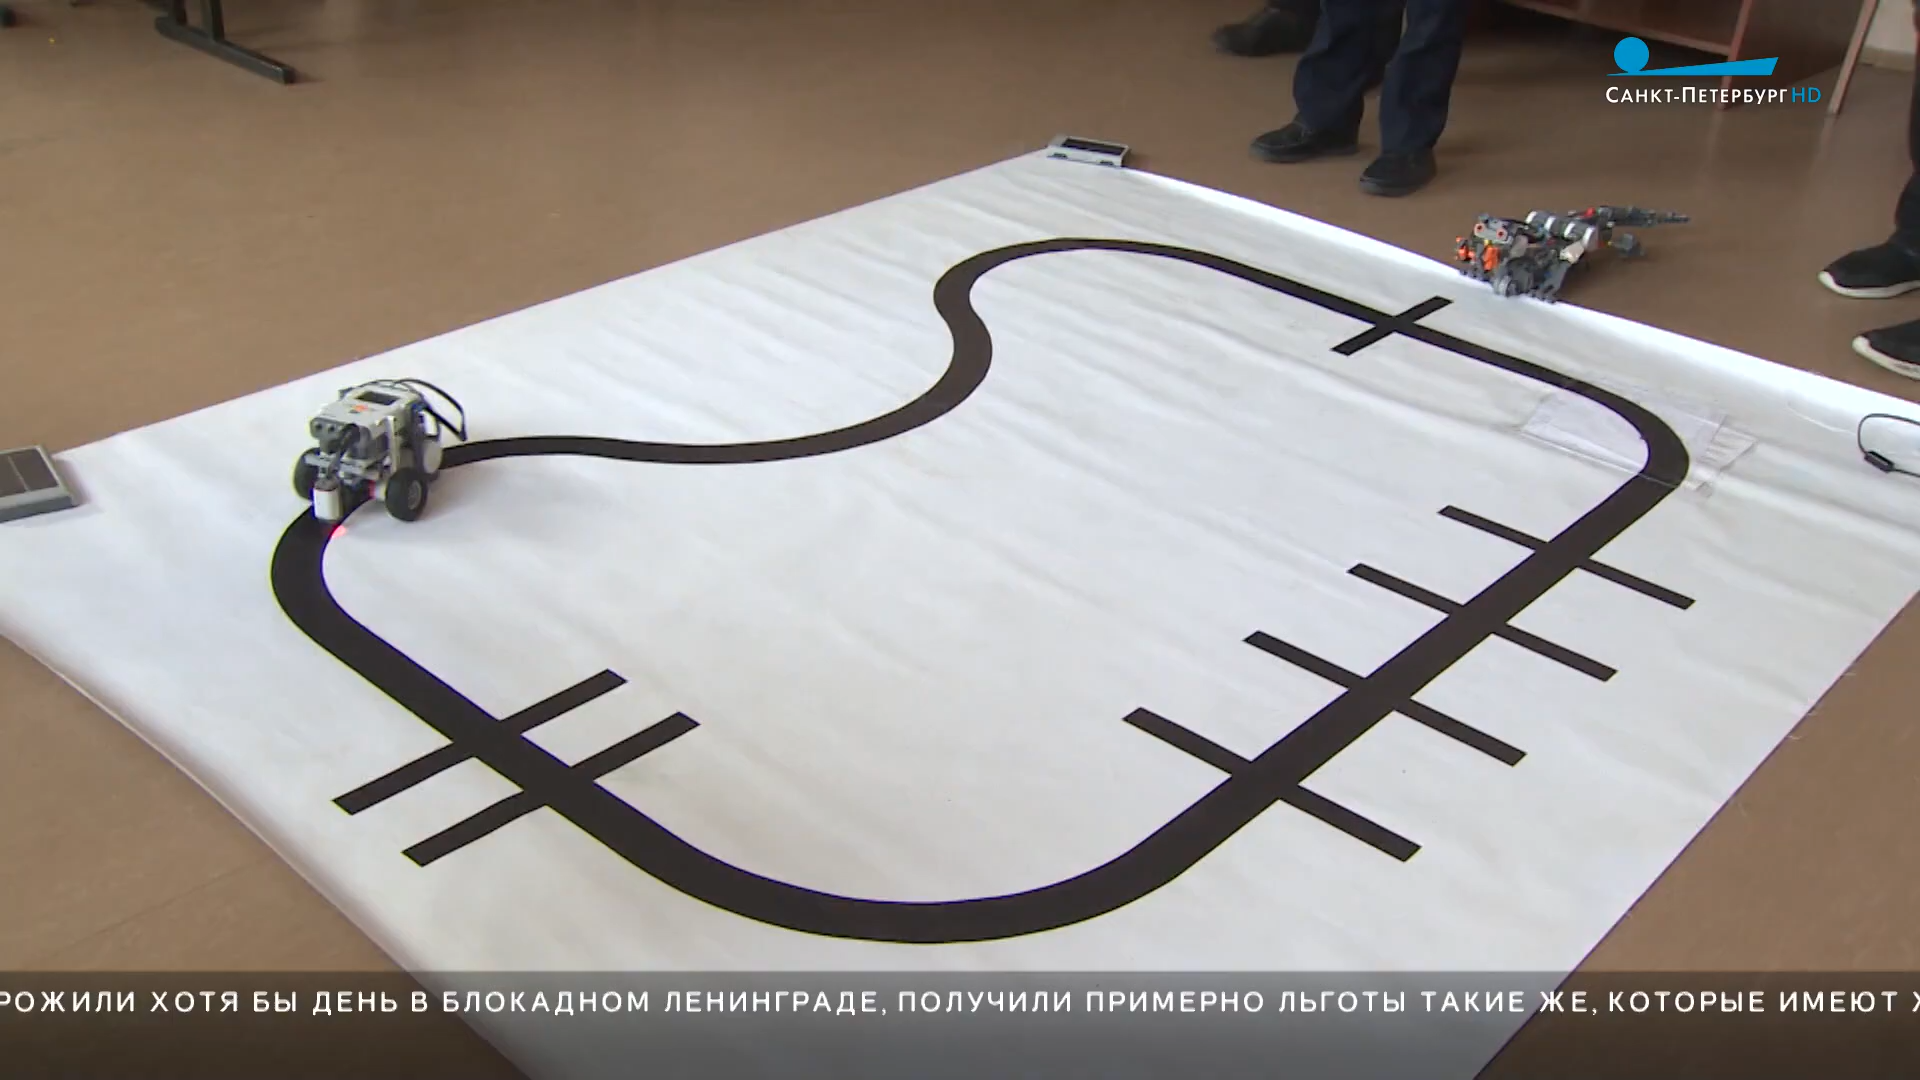 САНКТ-ПЕТЕРБУРГ HD
РОЖИЛИ ХОТЯ БЫ ДЕНЬ В БЛОКАДНОМ ЛЕНИНГРАДЕ, ПОЛУЧИЛИ ПРИМЕРНО ЛЬГОТЫ ТАКИЕ ЖЕ, КОТОРЫЕ ИМЕЮТ